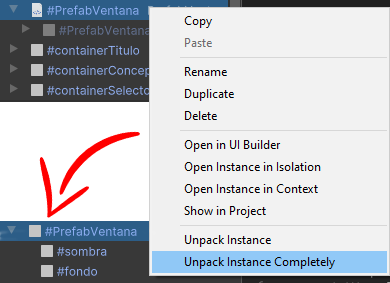 #PrefabVentana
#PrefabVentana
#containerTitulo
#containerConcep
#containerSelecto
Copy
Paste
Rename
Duplicate
Delete
Open in UI Builder
Open Instance in Isolation
Open Instance in Context
Show in Project
Unpack Instance
Unpack Instance Completely
#PrefabVentana
#sombra
#fondo